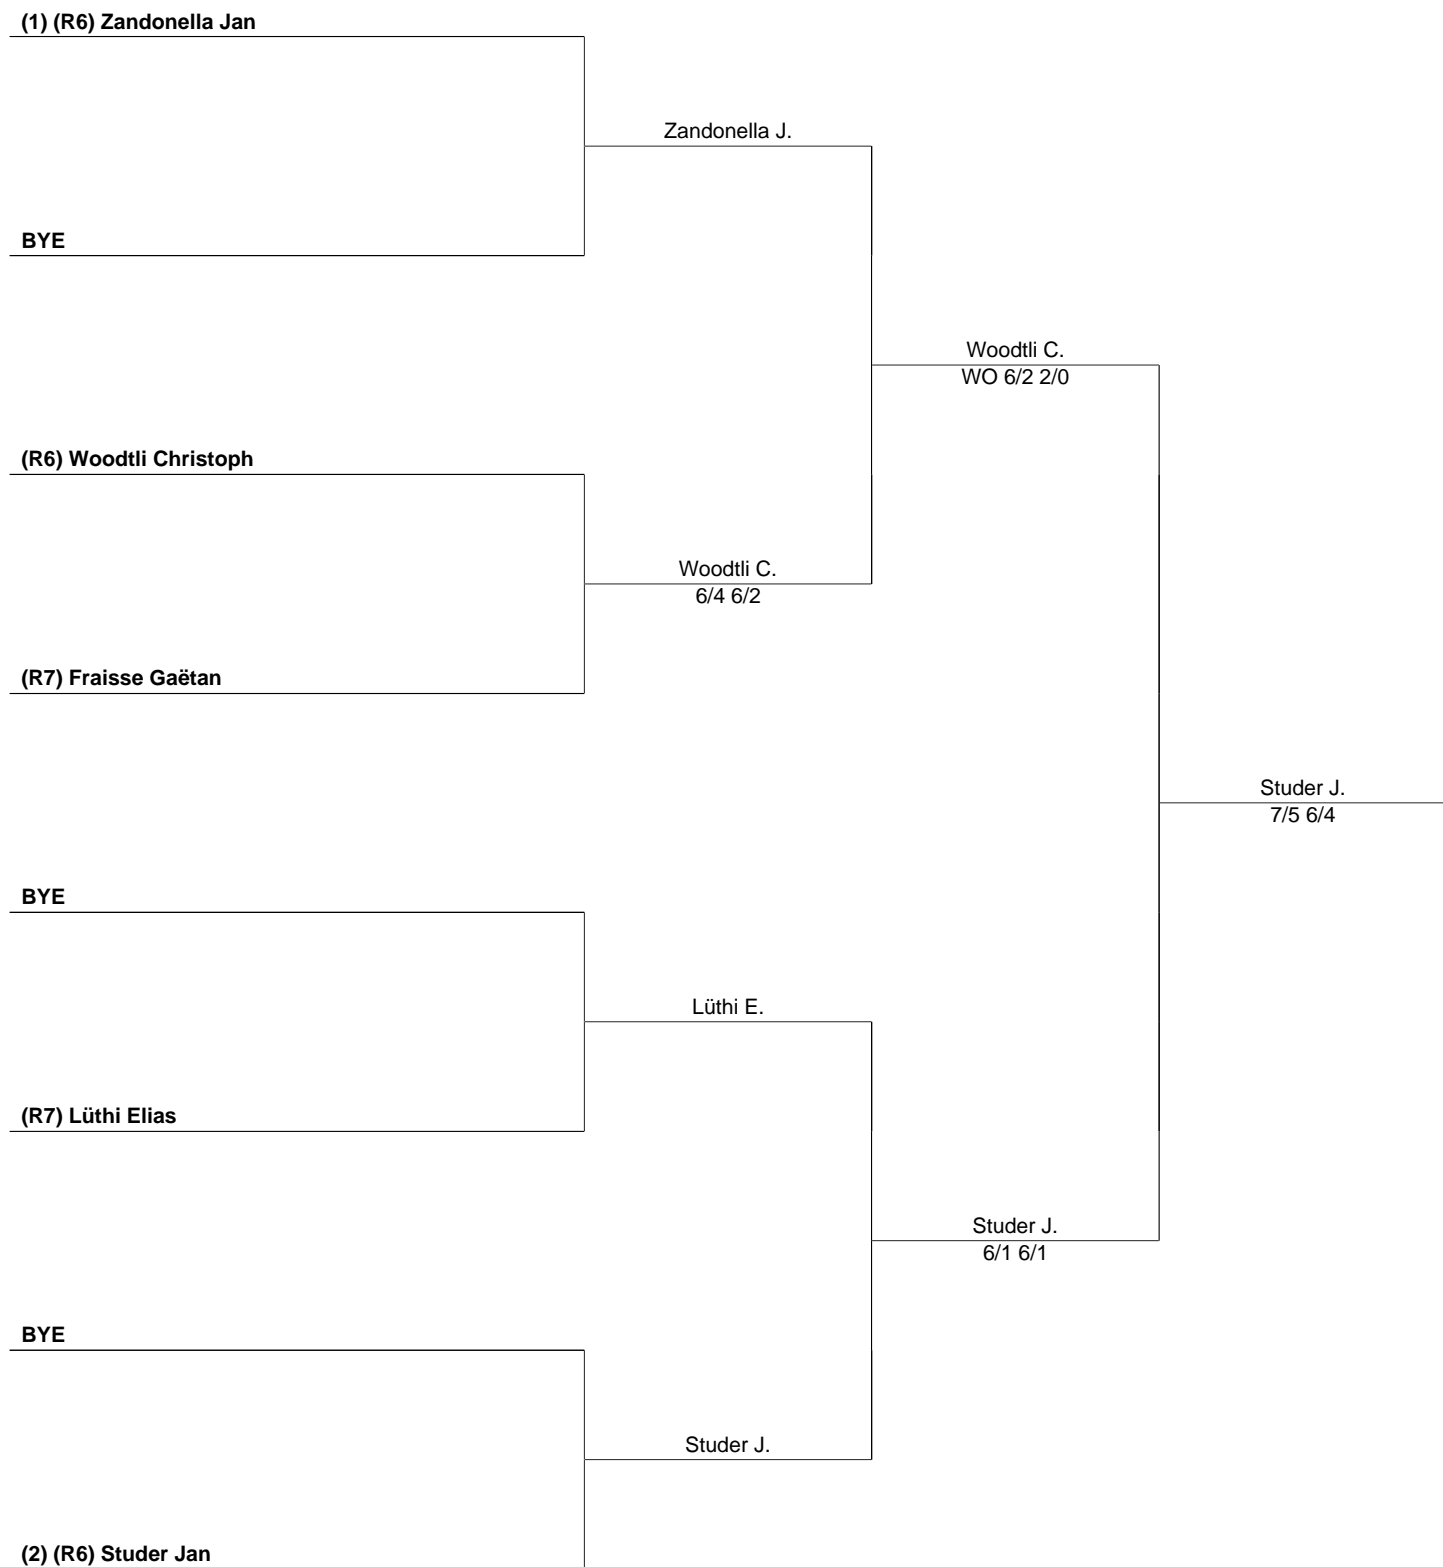 (1) (R6) Zandonella Jan
Zandonella J.
BYE
Woodtli C.
WO 6/2 2/0
(R6) Woodtli Christoph
Woodtli C.
6/4 6/2
(R7) Fraisse Gaëtan
Studer J.
7/5 6/4
BYE
Lüthi E.
(R7) Lüthi Elias
Studer J.
6/1 6/1
BYE
Studer J.
(2) (R6) Studer Jan